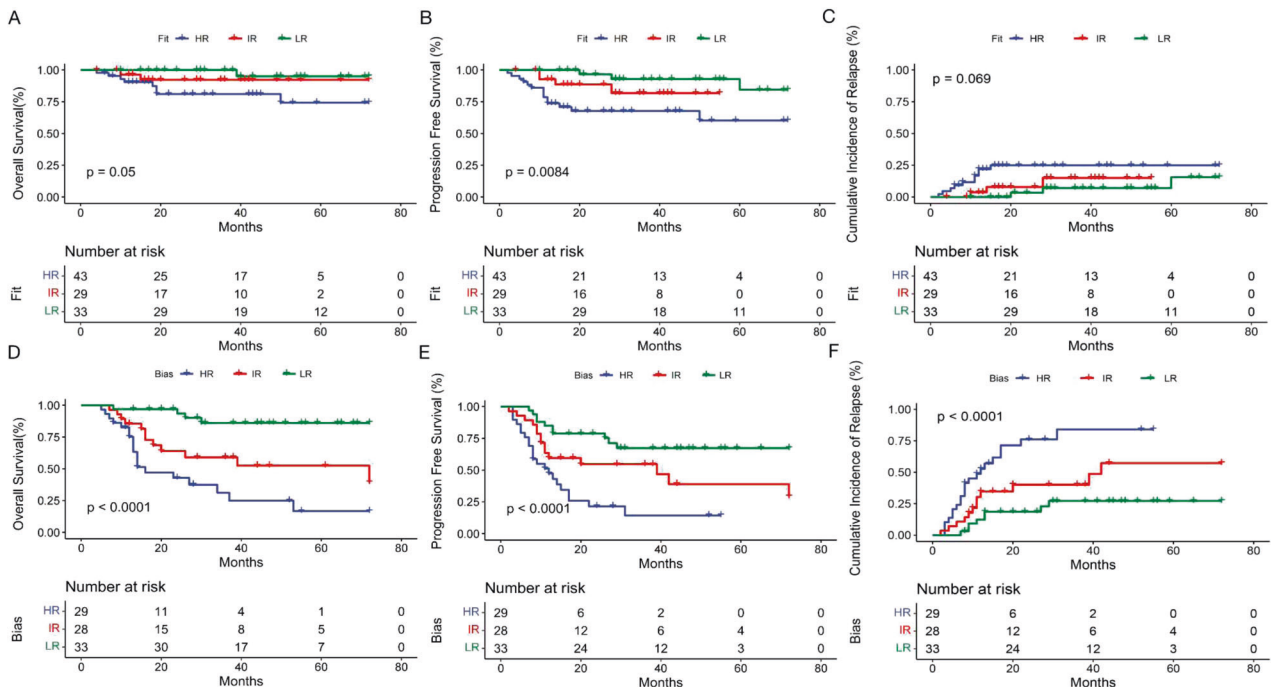 A
Fit HR IR LR
Overall Survival(%)
1.00
0.75
0.50
0.25
0.00
p = 0.05
0 20 40 60 80
Months
Number at risk
Fit
HR 43 25 17 5 0
IR 29 17 10 2 0
LR 33 29 19 12 0
0 20 40 60 80
Months
B
Fit HR IR LR
Progression Free Survival (%)
1.00
0.75
0.50
0.25
0.00
p = 0.0084
0 20 40 60 80
Months
Number at risk
Fit
HR 43 21 13 4 0
IR 29 16 8 0 0
LR 33 29 18 11 0
0 20 40 60 80
Months
C
Fit HR IR LR
Cumulative Incidence of Relapse (%)
1.00
0.75
0.50
0.25
0.00
p = 0.069
0 20 40 60 80
Months
Number at risk
Fit
HR 43 21 13 4 0
IR 29 16 8 0 0
LR 33 29 18 11 0
0 20 40 60 80
Months
D
Bias HR IR LR
Overall Survival(%)
1.00
0.75
0.50
0.25
0.00
p < 0.0001
0 20 40 60 80
Months
Number at risk
Bias
HR 29 11 4 1 0
IR 28 15 8 5 0
LR 33 30 17 7 0
0 20 40 60 80
Months
E
Bias HR IR LR
Progression Free Survival (%)
1.00
0.75
0.50
0.25
0.00
p < 0.0001
0 20 40 60 80
Months
Number at risk
Bias
HR 29 6 2 0 0
IR 28 12 6 4 0
LR 33 24 12 3 0
0 20 40 60 80
Months
F
Bias HR IR LR
Cumulative Incidence of Relapse (%)
1.00
0.75
0.50
0.25
0.00
p < 0.0001
0 20 40 60 80
Months
Number at risk
Bias
HR 29 6 2 0 0
IR 28 12 6 4 0
LR 33 24 12 3 0
0 20 40 60 80
Months